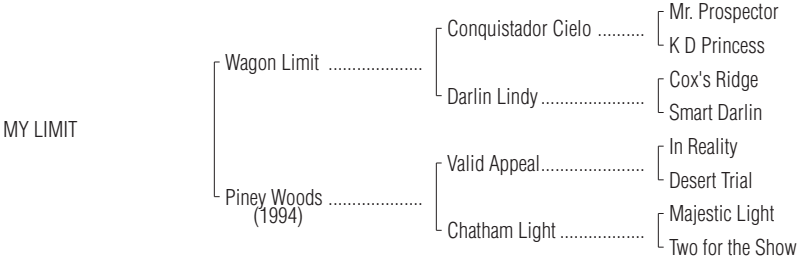 Mr. Prospector
Conquistador Cielo ..........
K D Princess
Wagon Limit ....................
Cox's Ridge
Darlin Lindy ......................
Smart Darlin
MY LIMIT
In Reality
Valid Appeal......................
Desert Trial
Piney Woods ....................
(1994)
Majestic Light
Chatham Light ..................
Two for the Show